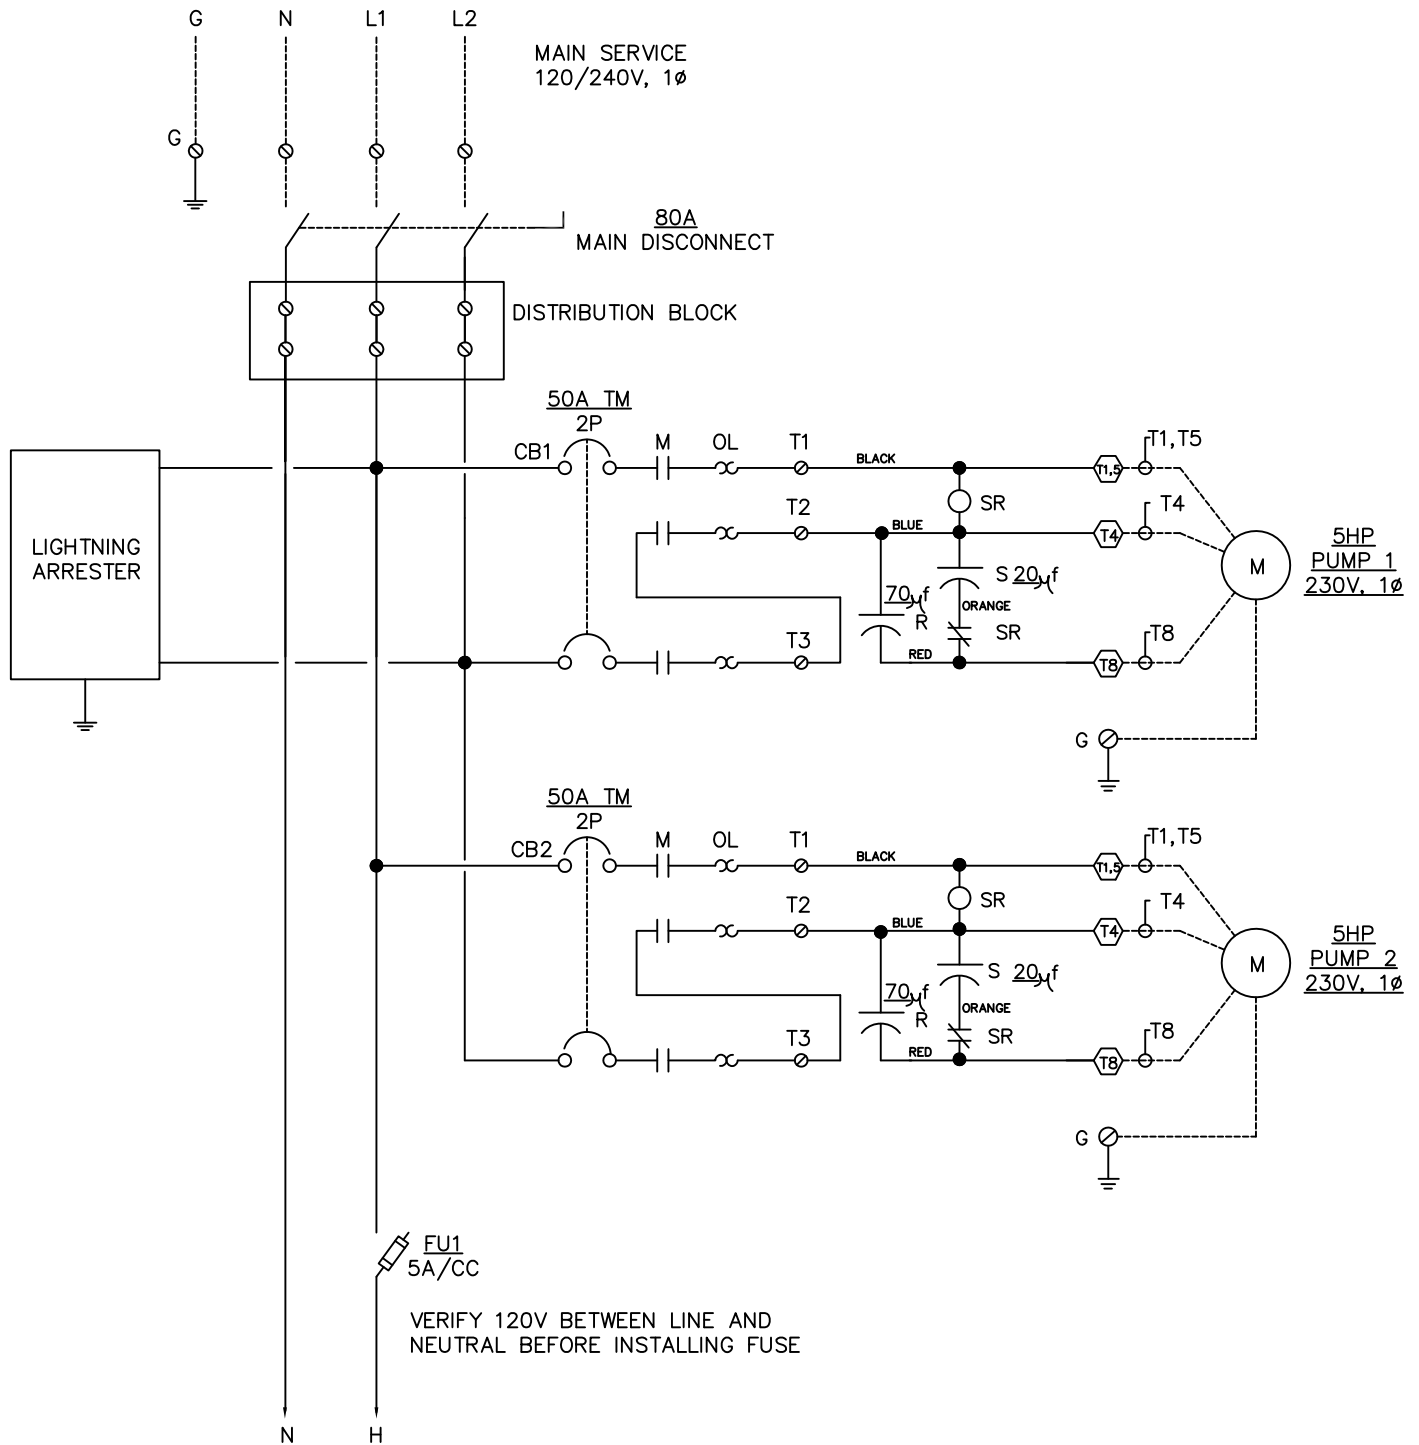 G N L1 L2
MAIN SERVICE
120/240V, 1ø
G
80A
MAIN DISCONNECT
DISTRIBUTION BLOCK
LIGHTNING
ARRESTER
50A TM
2P
CB1 M OL T1 BLACK T1,5 T1,T5
SR
T2 BLUE T4 T4
S 20µf
70µf
R
ORANGE
SR
T3 RED T8 T8
M
5HP
PUMP 1
230V, 1ø
G
50A TM
2P
CB2 M OL T1 BLACK T1,5 T1,T5
SR
T2 BLUE T4 T4
S 20µf
70µf
R
ORANGE
SR
T3 RED T8 T8
M
5HP
PUMP 2
230V, 1ø
G
FU1
5A/CC
VERIFY 120V BETWEEN LINE AND
NEUTRAL BEFORE INSTALLING FUSE
N H